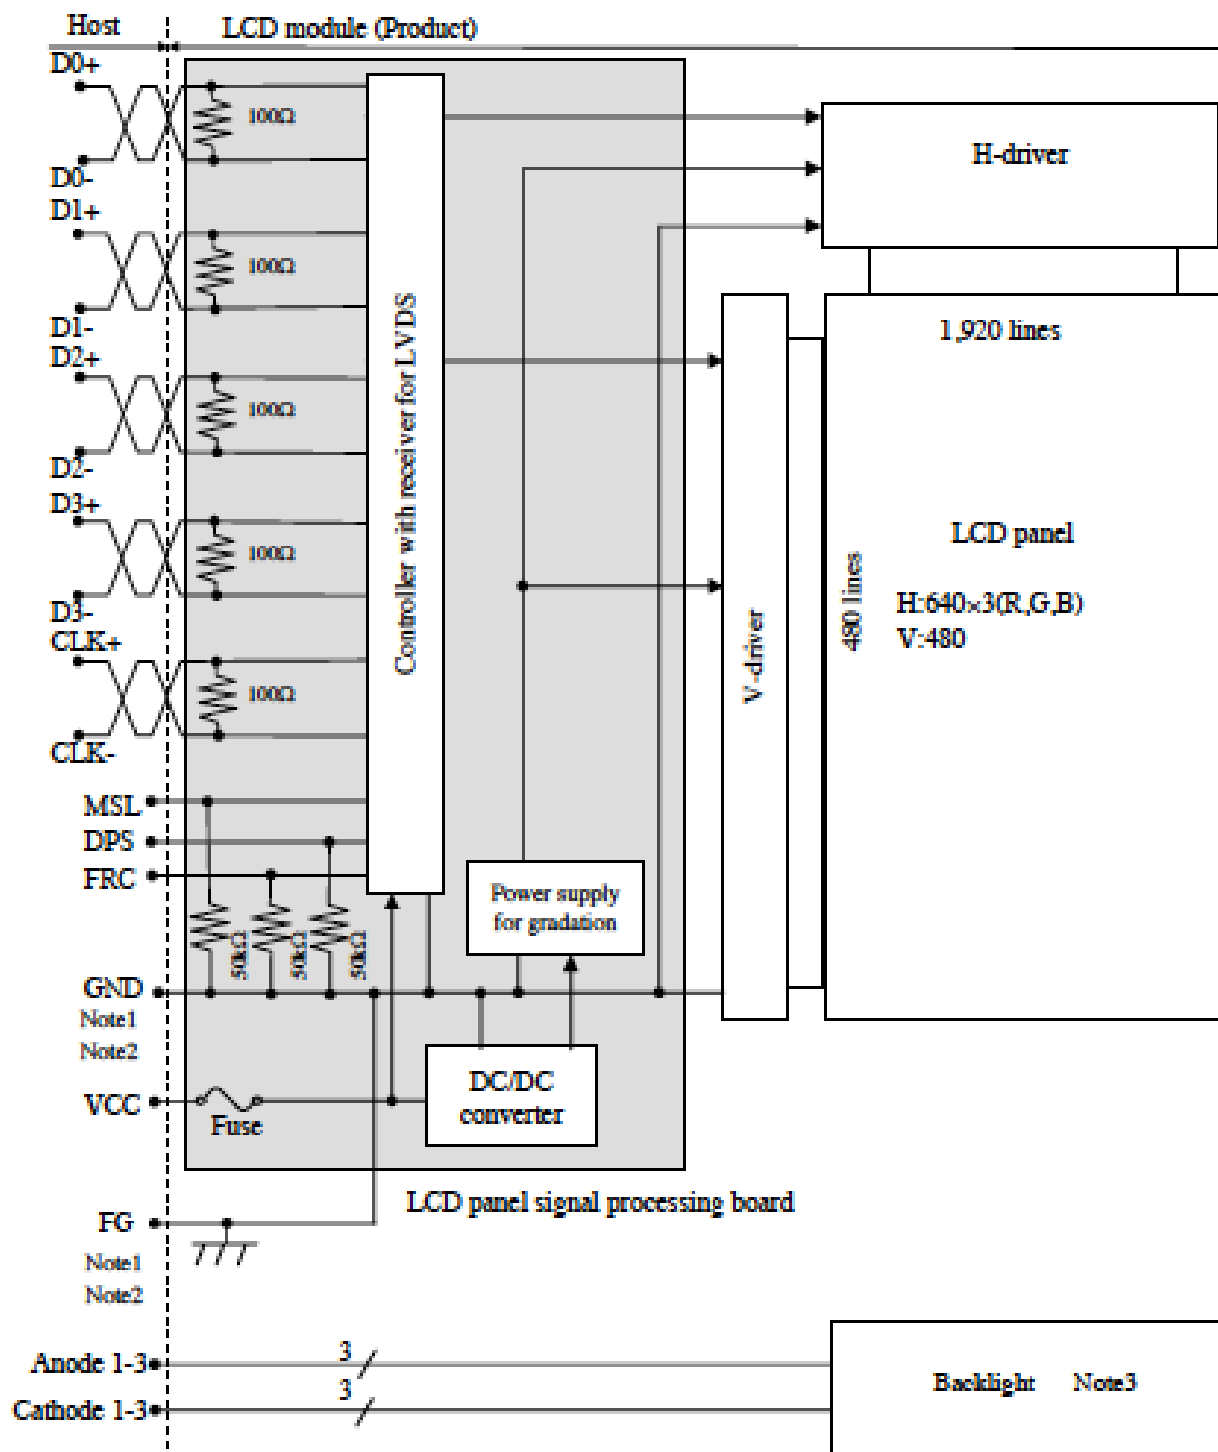 Host
LCD module (Product)
D0+
100Ω
D0-
D1+
100Ω
D1-
D2+
100Ω
D2-
D3+
100Ω
D3-
CLK+
100Ω
CLK-
MSL
DPS
FRC
50kΩ
50kΩ
50kΩ
GND
Note1
Note2
VCC
Fuse
FG
Note1
Note2
Anode 1-3
3
Cathode 1-3
3
Controller with receiver for LVDS
Power supply
for gradation
DC/DC
converter
LCD panel signal processing board
H-driver
V-driver
1,920 lines
480 lines
LCD panel
H:640×3(R,G,B)
V:480
Backlight Note3